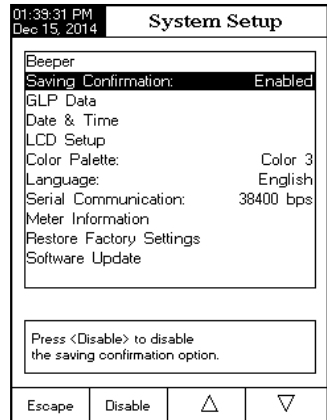 01:39:31 PM
Dec 15, 2014
System Setup
Beeper
Saving Confirmation: Enabled
GLP Data
Date & Time
LCD Setup
Color Palette: Color 3
Language: English
Serial Communication: 38400 bps
Meter Information
Restore Factory Settings
Software Update
Press <Disable> to disable
the saving confirmation option.
Escape Disable